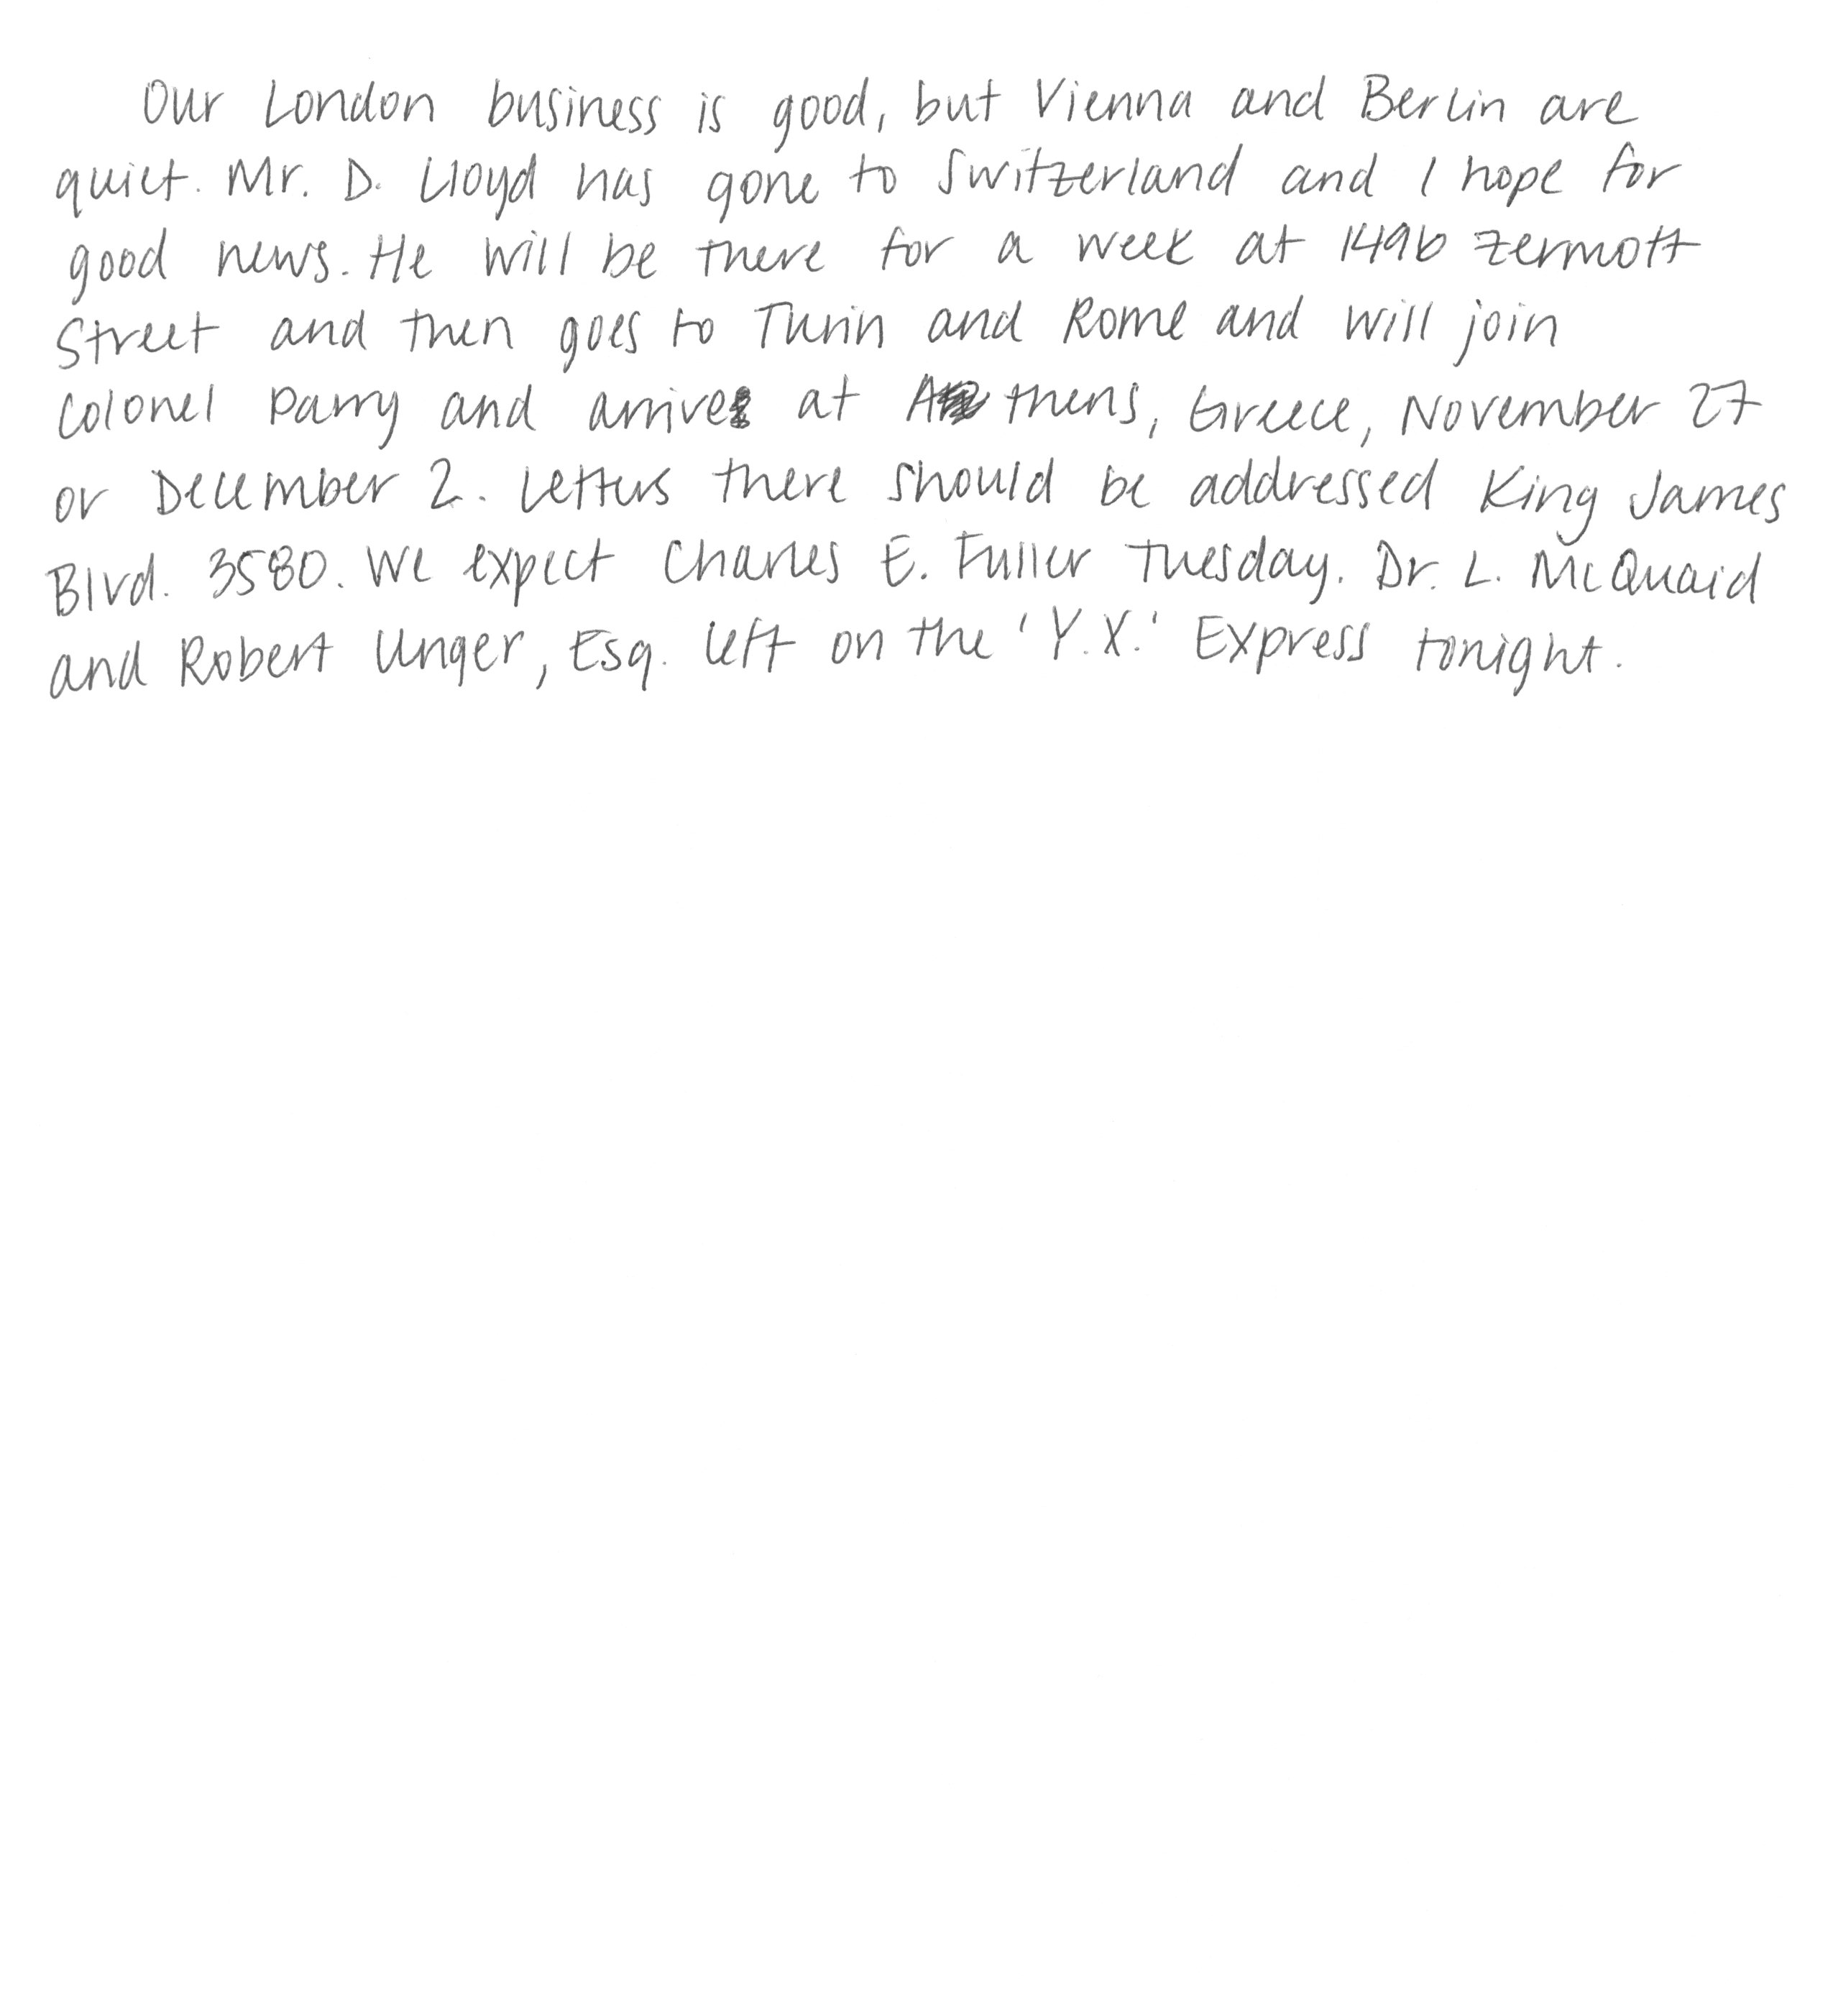 Our London business is good, but Vienna and Berlin are
quiet. Mr. D. Lloyd has gone to Switzerland and I hope for
good news. He will be there for a week at 1496 Zermott
Street and then goes to Turin and Rome and will join
Colonel Parry and arrive at Athens, Greece, November 27
or December 2. Letters there should be addressed King James
Blvd. 3580. We expect Charles E. Fuller Tuesday. Dr. L. McQuaid
and Robert Unger, Esq. left on the 'Y.X.' Express tonight.